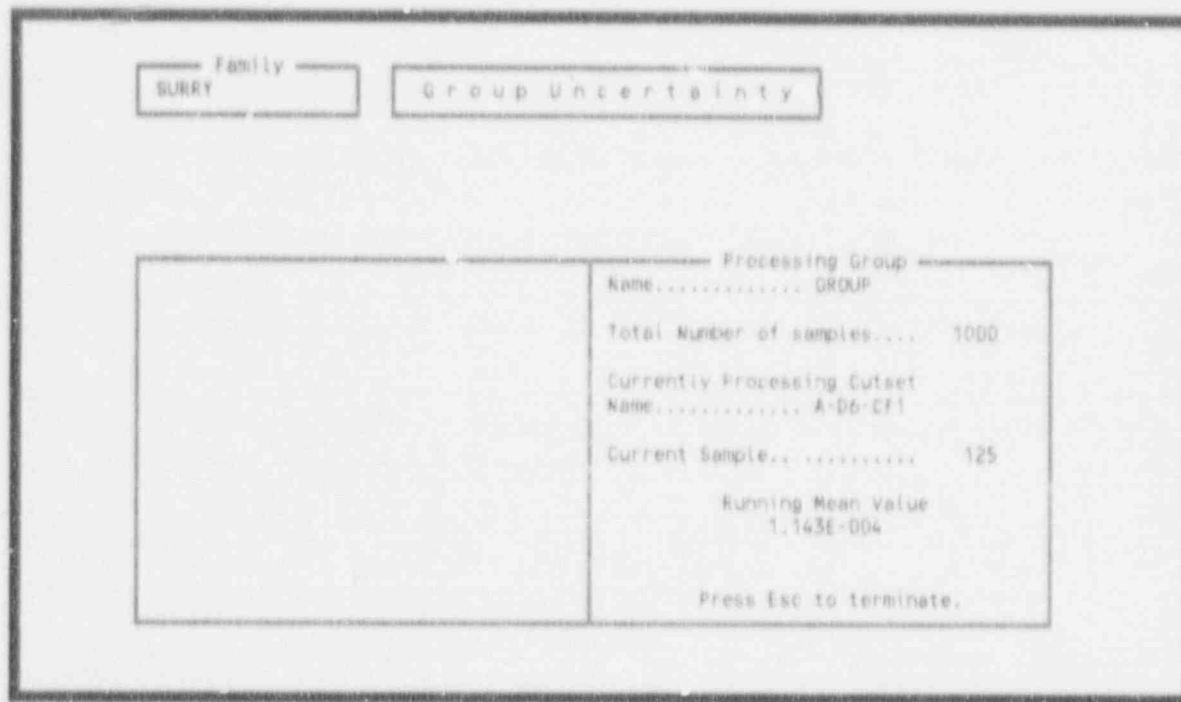 Family
SURRY
Group Uncertainty
Processing Group
Name............. GROUP
Total Number of samples.... 1000
Currently Processing Cutset
Name............. A-D6-CF1
Current Sample.. .......... 125
Running Mean Value
1.143E-004
Press Esc to terminate.